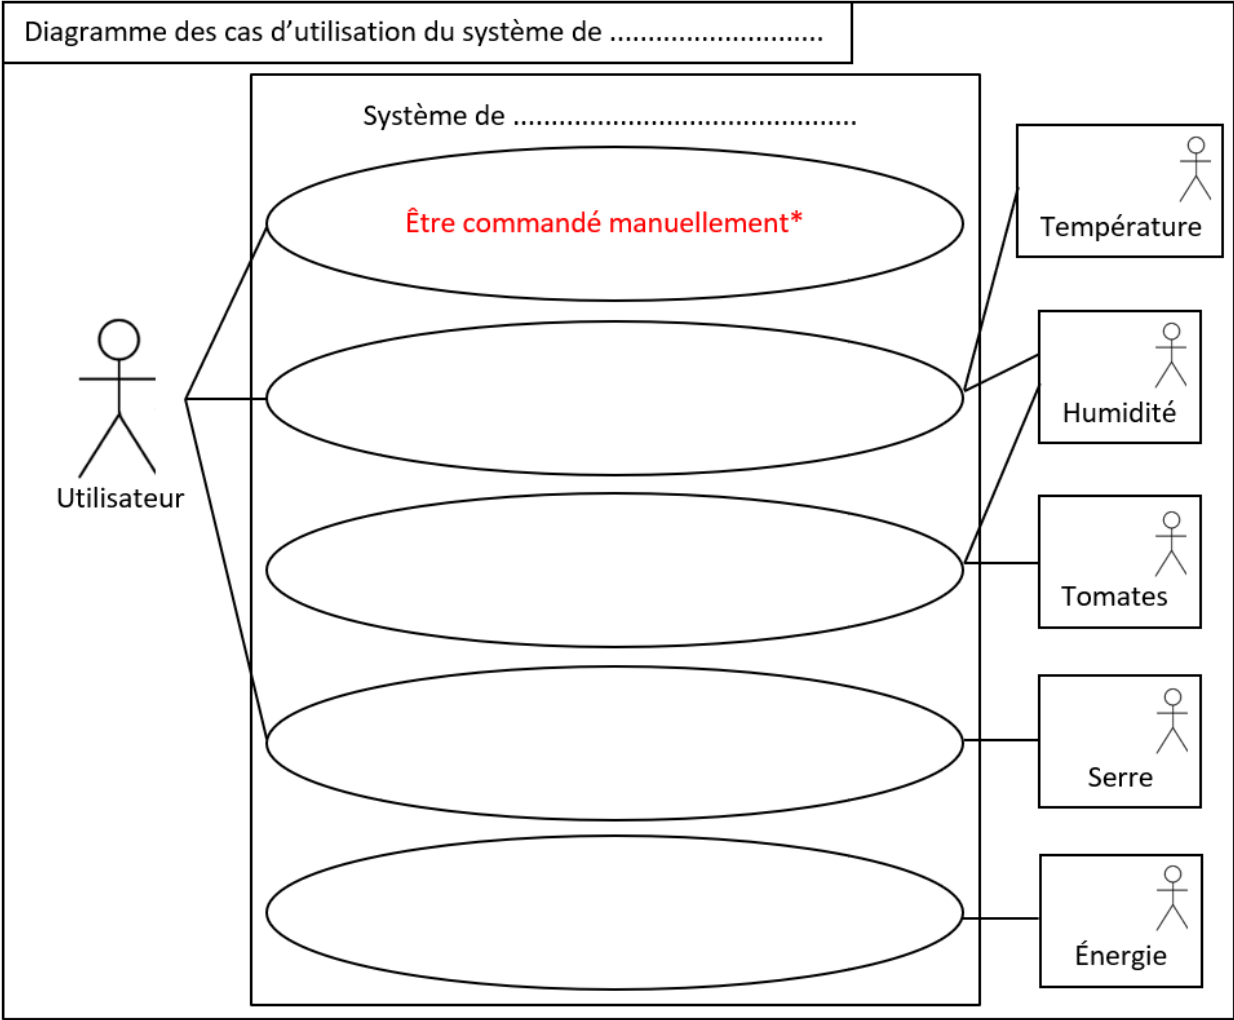 Diagramme des cas d’utilisation du système de ............................
Système de .............................................
Être commandé manuellement*
Température
Humidité
Utilisateur
Tomates
Serre
Énergie